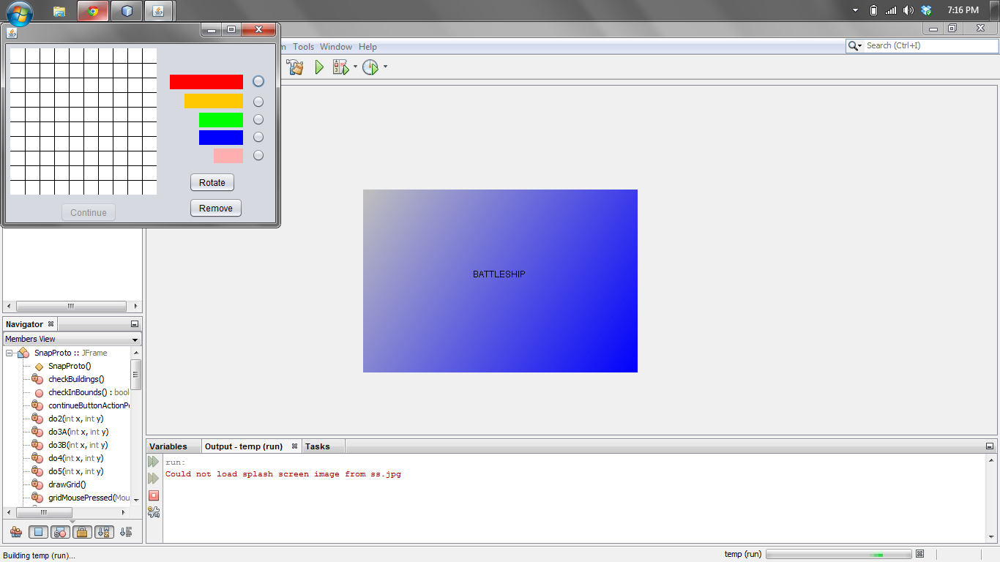 7:16 PM
Tools Window Help
Search (Ctrl+I)
Rotate
Remove
Continue
BATTLESHIP
Navigator
Members View
SnapProto :: JFrame
SnapProto()
checkBuildings()
checkInBounds() : bool
continueButtonActionPe
do2(int x, int y)
do3A(int x, int y)
do3B(int x, int y)
do4(int x, int y)
do5(int x, int y)
drawGrid()
gridMousePressed(Mou
Variables
Output - temp (run)
Tasks
run:
Could not load splash screen image from ss.jpg
Building temp (run)...
temp (run)